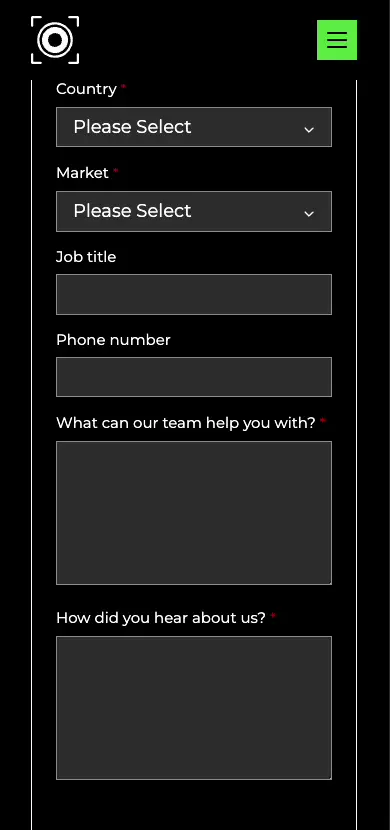 Country *
Please Select
Market *
Please Select
Job title
Phone number
What can our team help you with? *
How did you hear about us? *